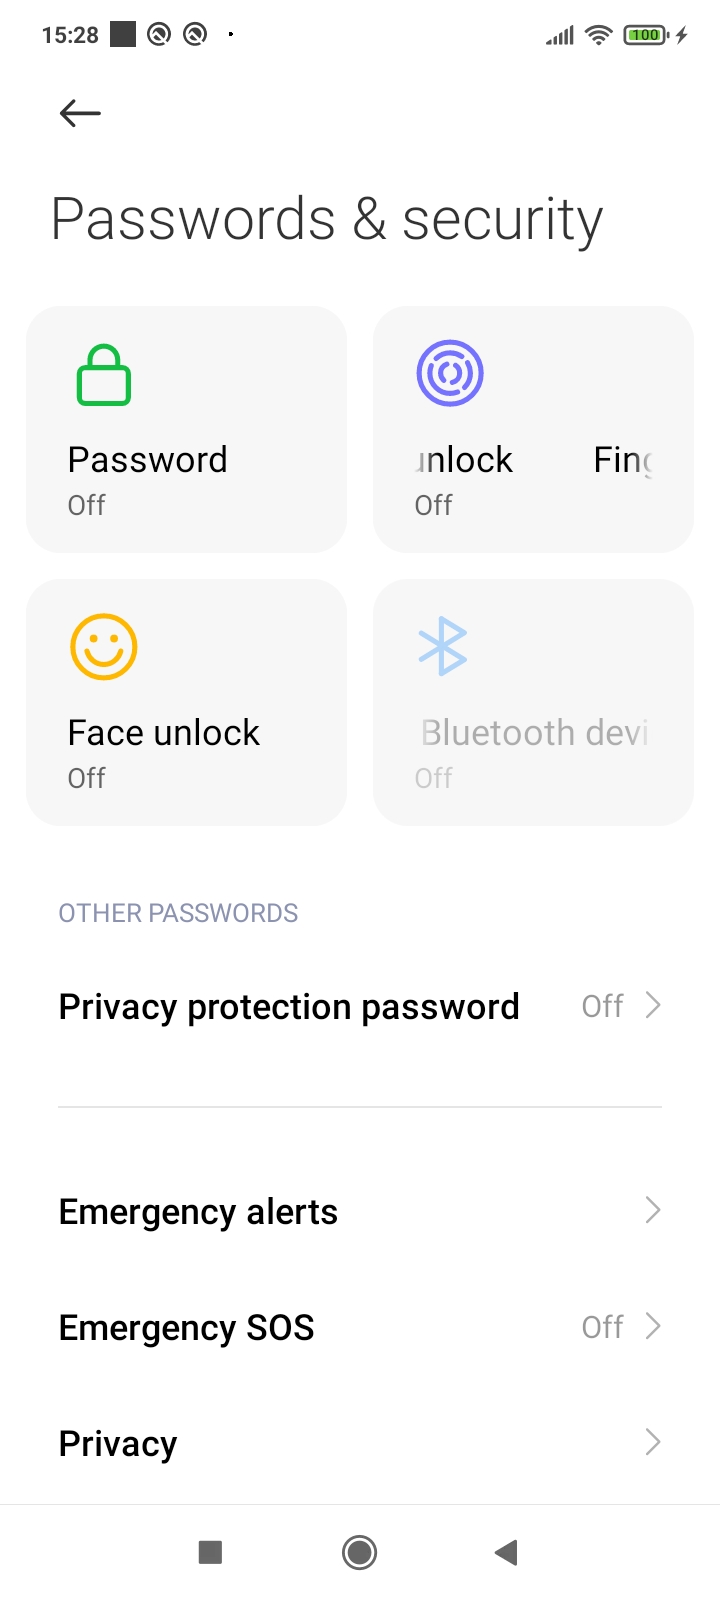 15:28
100
Passwords & security
Password
Off
unlock Fing
Off
Face unlock
Off
Bluetooth devi
Off
OTHER PASSWORDS
Privacy protection password Off
Emergency alerts
Emergency SOS Off
Privacy